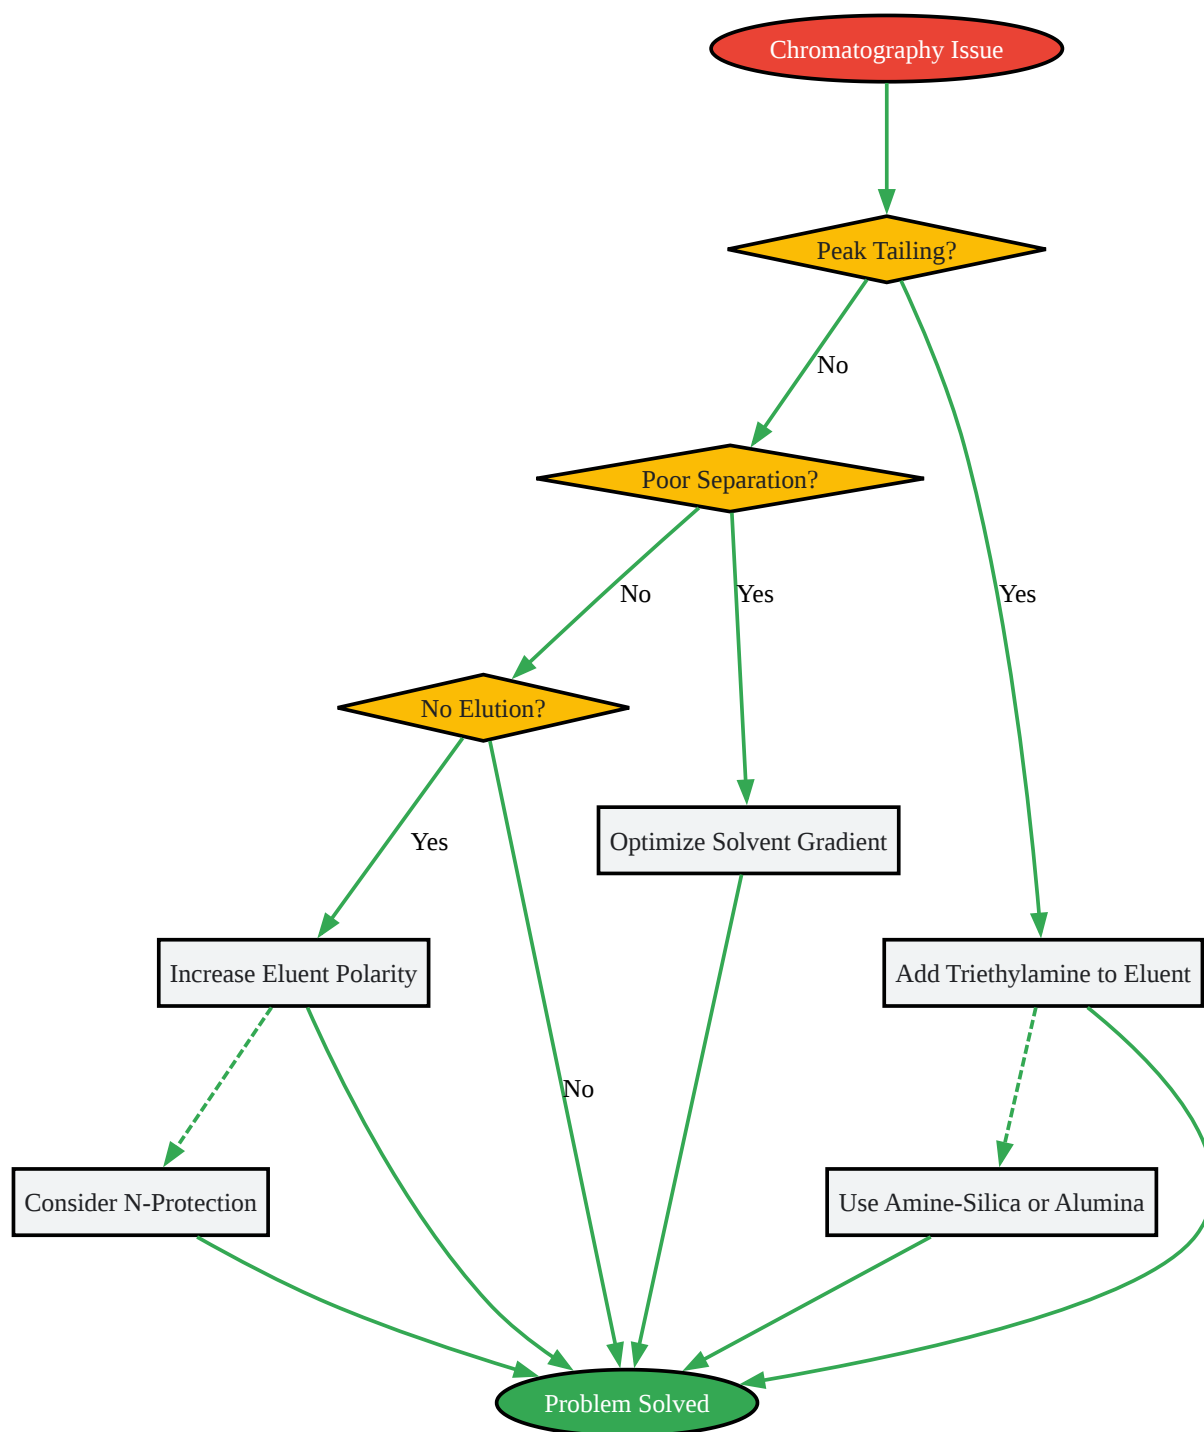 Chromatography Issue
Peak Tailing?
No
Poor Separation?
No
Yes
Yes
No Elution?
Yes
Optimize Solvent Gradient
Increase Eluent Polarity
Add Triethylamine to Eluent
No
Consider N-Protection
Use Amine-Silica or Alumina
Problem Solved